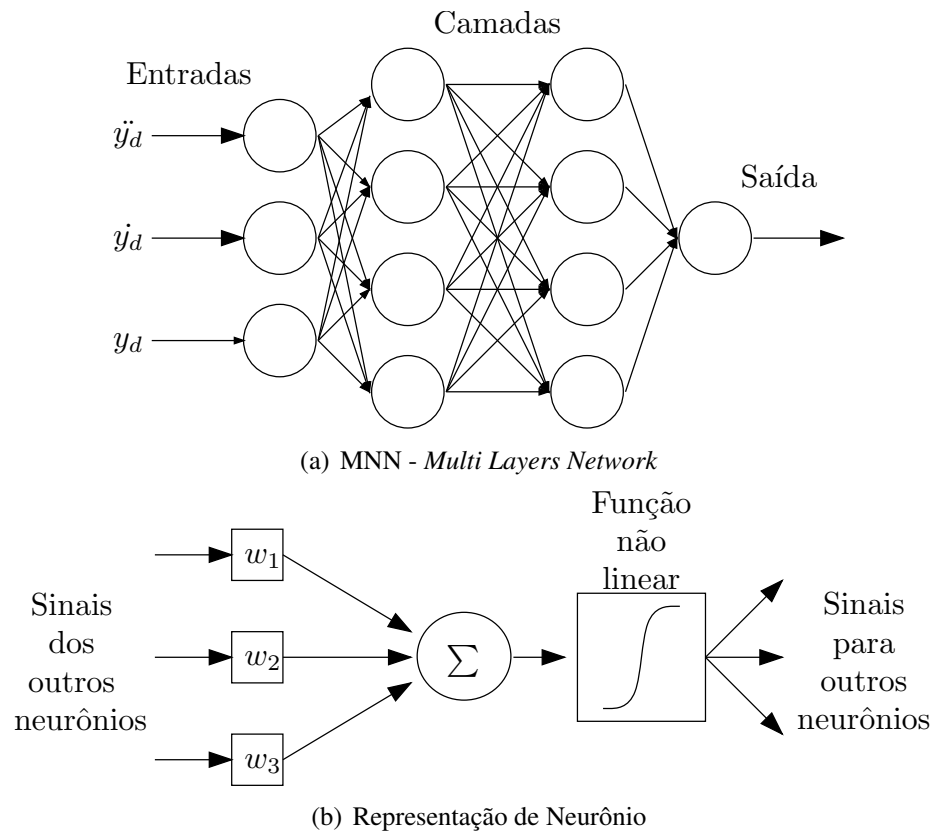 Camadas
Entradas
ÿ_d
ẏ_d
y_d
Saída
(a) MNN - Multi Layers Network
Função
não
linear
w_1
w_2
w_3
Sinais
dos
outros
neurônios
∑
Sinais
para
outros
neurônios
(b) Representação de Neurônio